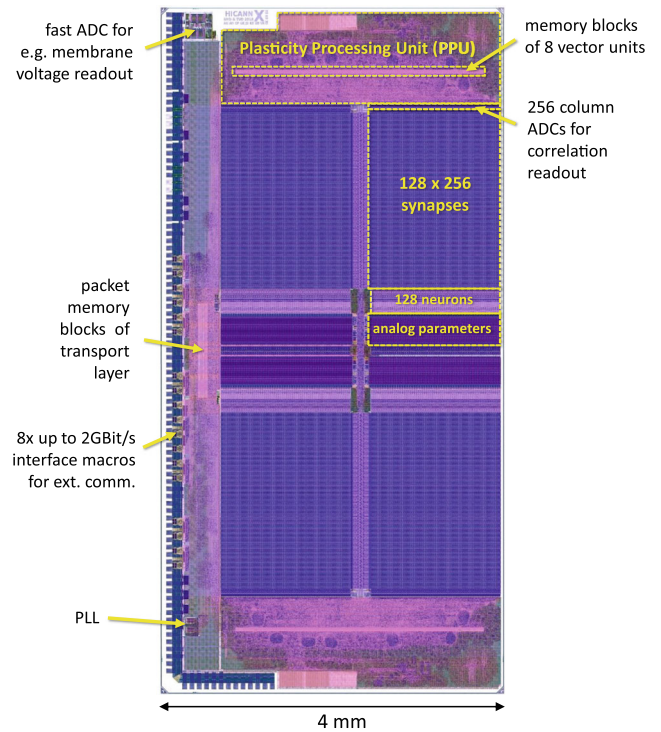 fast ADC for
e.g. membrane
voltage readout
HICANN X
Plasticity Processing Unit (PPU)
memory blocks
of 8 vector units
256 column
ADCs for
correlation
readout
128 x 256
synapses
packet
memory
blocks of
transport
layer
128 neurons
analog parameters
8x up to 2GBit/s
interface macros
for ext. comm.
PLL
4 mm